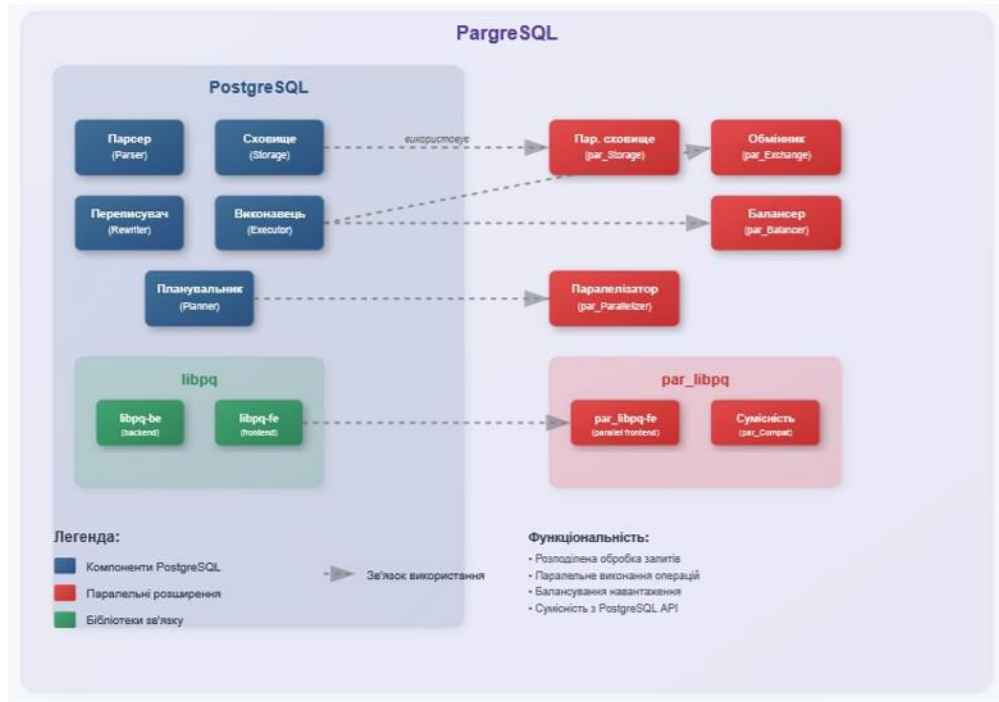 PargreSQL
PostgreSQL
Парсер
(Parser)
Сховище
(Storage)
використовує
Пар. сховище
(par_Storage)
Обмінник
(par_Exchange)
Переписувач
(Rewriter)
Виконавець
(Executor)
Балансер
(par_Balancer)
Планувальник
(Planner)
Паралелізатор
(par_Parallelizer)
libpq
libpq-be
(backend)
libpq-fe
(frontend)
par_libpq
par_libpq-fe
(parallel frontend)
Сумісність
(par_Compat)
Легенда:
Компоненти PostgreSQL
Паралельні розширення
Бібліотеки зв'язку
Зв'язок використання
Функціональність:
• Розподілена обробка запитів
• Паралельне виконання операцій
• Балансування навантаження
• Сумісність з PostgreSQL API